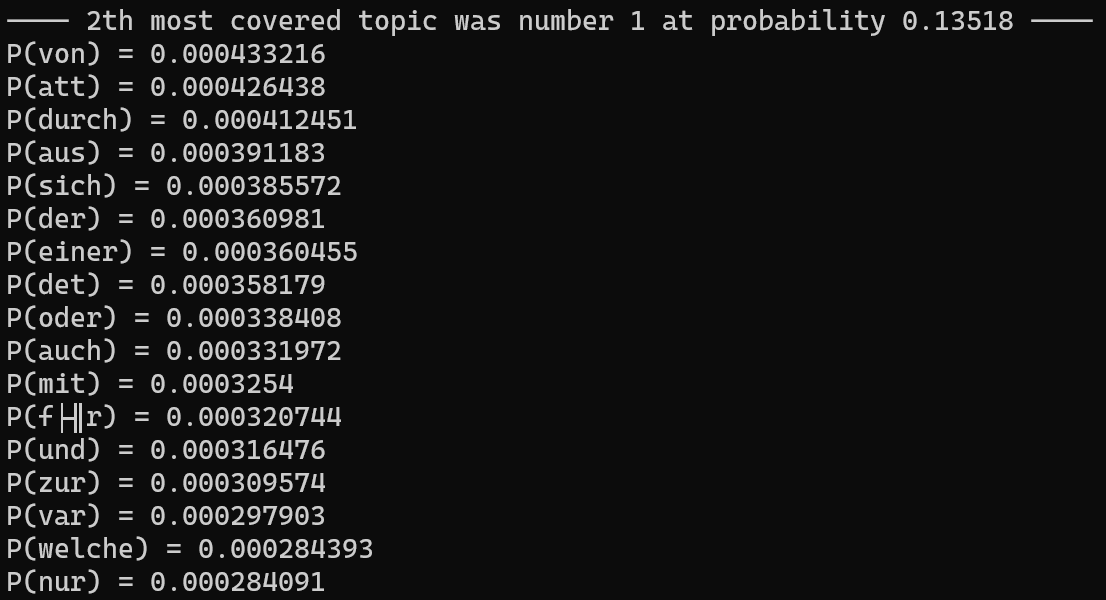 ──── 2th most covered topic was number 1 at probability 0.13518 ────
P(von) = 0.000433216
P(att) = 0.000426438
P(durch) = 0.000412451
P(aus) = 0.000391183
P(sich) = 0.000385572
P(der) = 0.000360981
P(einer) = 0.000360455
P(det) = 0.000358179
P(oder) = 0.000338408
P(auch) = 0.000331972
P(mit) = 0.0003254
P(f├╢r) = 0.000320744
P(und) = 0.000316476
P(zur) = 0.000309574
P(var) = 0.000297903
P(welche) = 0.000284393
P(nur) = 0.000284091